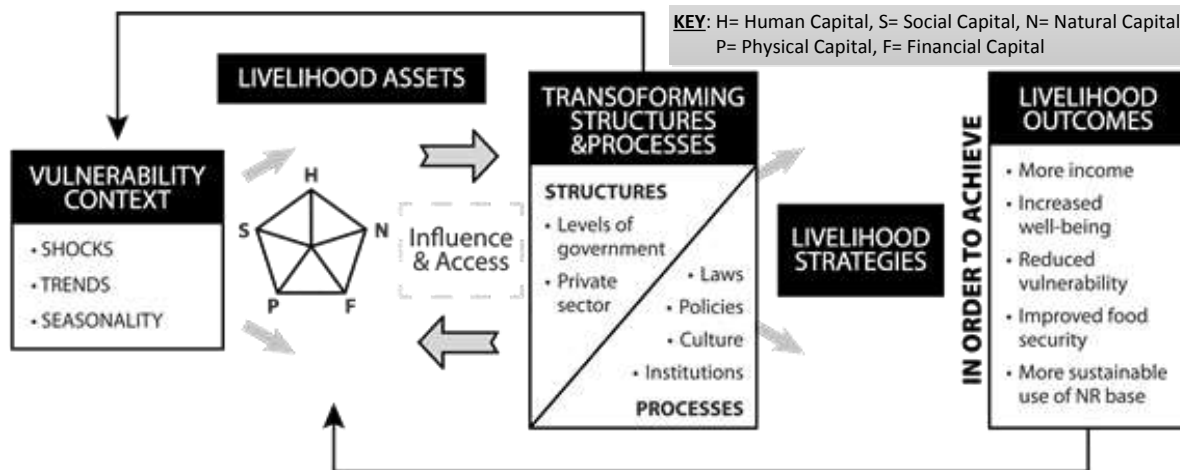 KEY: H= Human Capital, S= Social Capital, N= Natural Capital
P= Physical Capital, F= Financial Capital
LIVELIHOOD ASSETS
VULNERABILITY
CONTEXT
• SHOCKS
• TRENDS
• SEASONALITY
H
S
N
P
F
Influence
& Access
TRANSOFORMING
STRUCTURES
&PROCESSES
STRUCTURES
• Levels of
government
• Private
sector
• Laws
• Policies
• Culture
• Institutions
PROCESSES
LIVELIHOOD
STRATEGIES
IN ORDER TO ACHIEVE
LIVELIHOOD
OUTCOMES
• More income
• Increased
well-being
• Reduced
vulnerability
• Improved food
security
• More sustainable
use of NR base